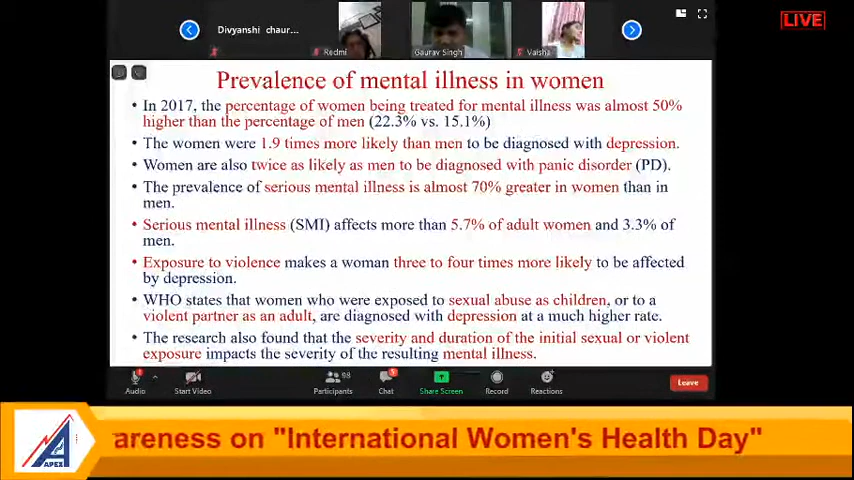 Divyanshi chaur...
Redmi
Gaurav Singh
Vaisha
LIVE
Prevalence of mental illness in women
• In 2017, the percentage of women being treated for mental illness was almost 50%
higher than the percentage of men (22.3% vs. 15.1%)
• The women were 1.9 times more likely than men to be diagnosed with depression.
• Women are also twice as likely as men to be diagnosed with panic disorder (PD).
• The prevalence of serious mental illness is almost 70% greater in women than in
men.
• Serious mental illness (SMI) affects more than 5.7% of adult women and 3.3% of
men.
• Exposure to violence makes a woman three to four times more likely to be affected
by depression.
• WHO states that women who were exposed to sexual abuse as children, or to a
violent partner as an adult, are diagnosed with depression at a much higher rate.
• The research also found that the severity and duration of the initial sexual or violent
exposure impacts the severity of the resulting mental illness.
98
Audio
Start Video
Participants
Chat
Share Screen
Record
Reactions
Leave
APEX
areness on "International Women's Health Day"